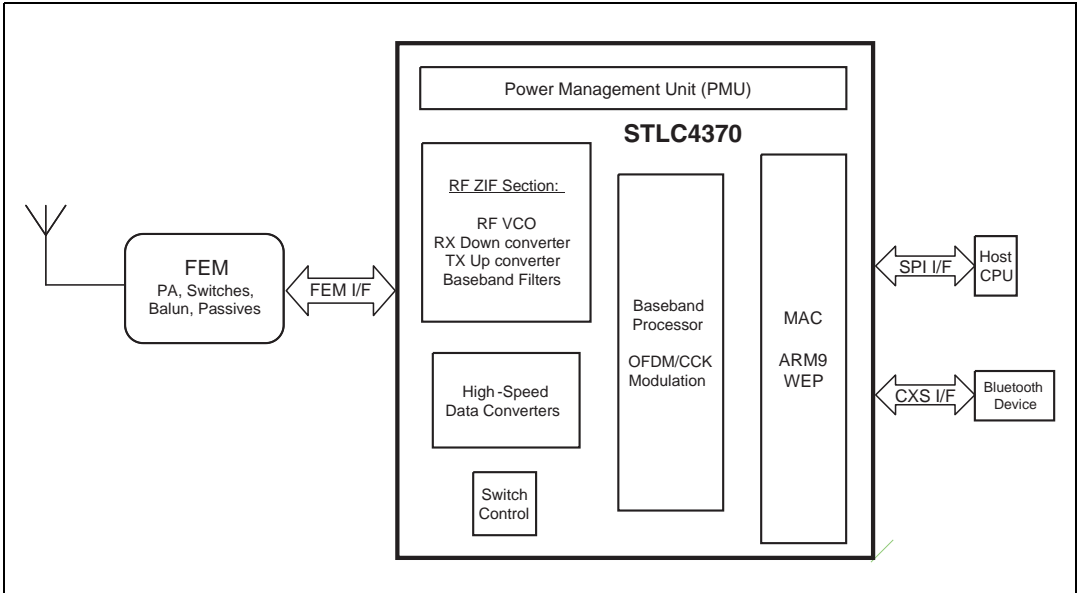 Power Management Unit (PMU)
STLC4370
RF ZIF Section:
RF VCO
RX Down converter
TX Up converter
Baseband Filters
FEM
PA, Switches,
Balun, Passives
FEM I/F
High-Speed
Data Converters
Switch
Control
Baseband
Processor
OFDM/CCK
Modulation
MAC
ARM9
WEP
SPI I/F
Host
CPU
CXS I/F
Bluetooth
Device